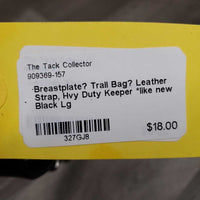 The Tack Collector
909369-157
Breastplate? Trail Bag? Leather
Strap, Hvy Duty Keeper *like new
Black Lg
327GJ8
$18.00